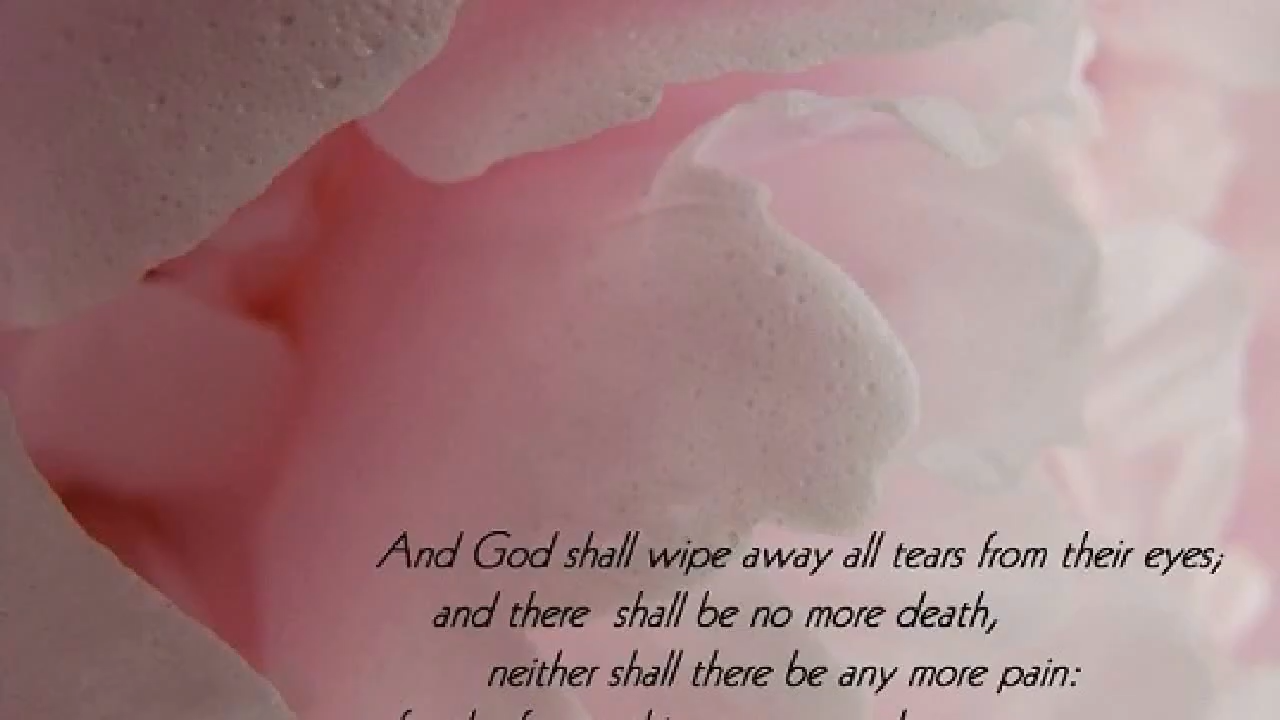 And God shall wipe away all tears from their eyes;
and there shall be no more death,
neither shall there be any more pain: